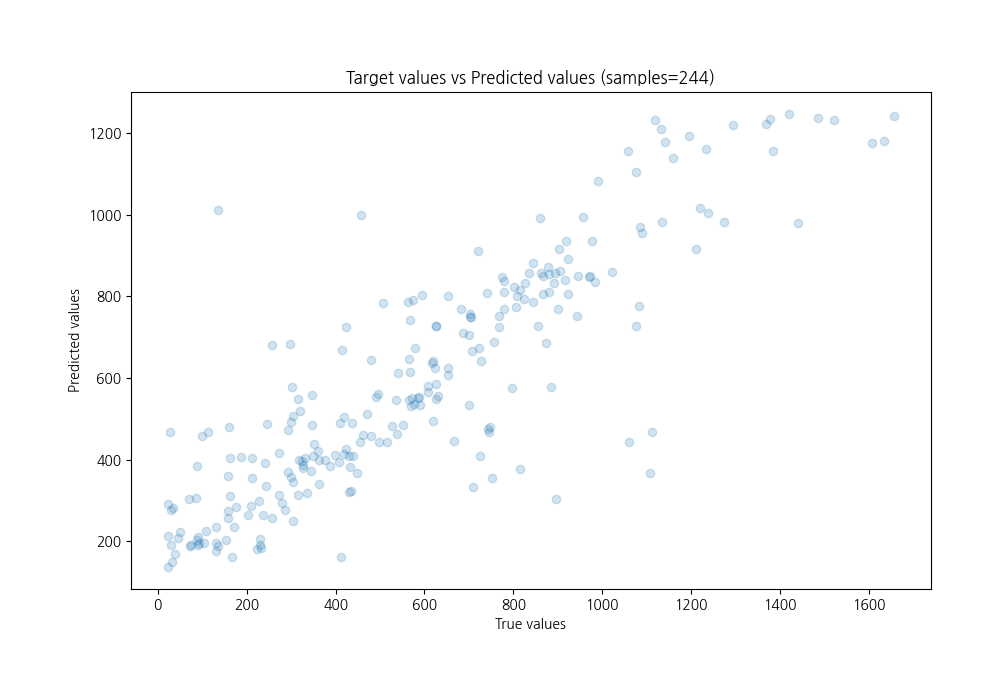 Target values vs Predicted values (samples=244)
1200
1000
800
600
400
200
Predicted values
0 200 400 600 800 1000 1200 1400 1600
True values